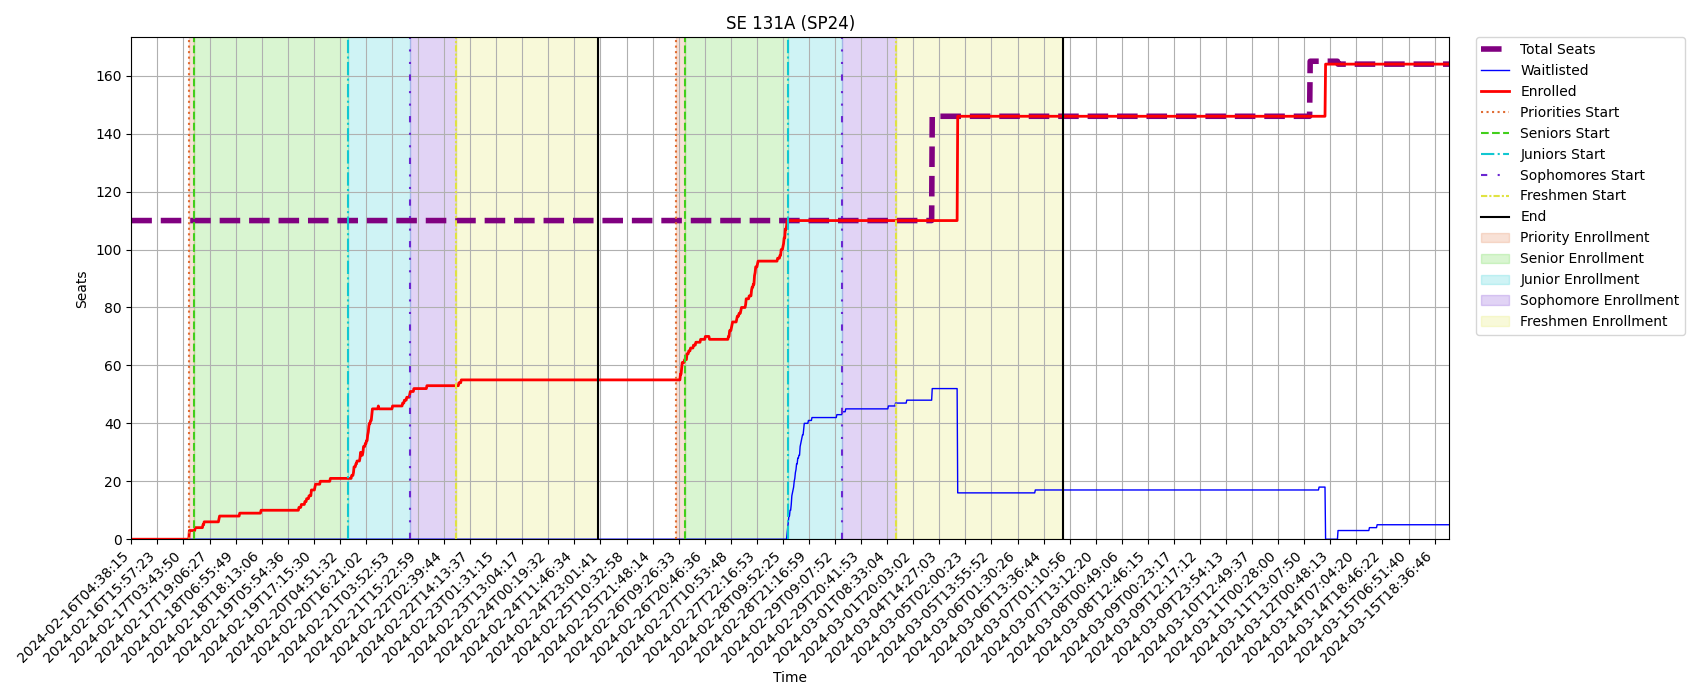 SE 131A (SP24)
Seats
160
140
120
100
80
60
40
20
0
2024-02-16T04:38:15
2024-02-16T15:57:23
2024-02-17T03:43:50
2024-02-17T19:06:27
2024-02-18T06:55:49
2024-02-18T18:13:06
2024-02-19T05:54:36
2024-02-19T17:15:30
2024-02-20T04:51:32
2024-02-20T16:21:02
2024-02-21T03:52:53
2024-02-21T15:22:59
2024-02-22T02:39:44
2024-02-22T14:13:37
2024-02-23T01:31:15
2024-02-23T13:04:17
2024-02-24T00:19:32
2024-02-24T11:46:34
2024-02-24T23:01:41
2024-02-25T10:32:58
2024-02-25T21:48:14
2024-02-26T09:26:33
2024-02-26T20:46:36
2024-02-27T10:53:48
2024-02-27T22:16:53
2024-02-28T09:52:25
2024-02-28T21:16:59
2024-02-29T09:07:52
2024-02-29T20:41:53
2024-03-01T08:33:04
2024-03-01T20:03:02
2024-03-04T14:27:03
2024-03-05T02:00:23
2024-03-05T13:55:52
2024-03-06T01:30:26
2024-03-06T13:36:44
2024-03-07T01:10:56
2024-03-07T13:12:20
2024-03-08T00:49:06
2024-03-08T12:46:15
2024-03-09T00:23:17
2024-03-09T12:17:12
2024-03-09T23:54:13
2024-03-10T12:49:37
2024-03-11T00:28:00
2024-03-11T13:07:50
2024-03-12T00:48:13
2024-03-14T07:04:20
2024-03-14T18:46:22
2024-03-15T06:51:40
2024-03-15T18:36:46
Time
Total Seats
Waitlisted
Enrolled
Priorities Start
Seniors Start
Juniors Start
Sophomores Start
Freshmen Start
End
Priority Enrollment
Senior Enrollment
Junior Enrollment
Sophomore Enrollment
Freshmen Enrollment